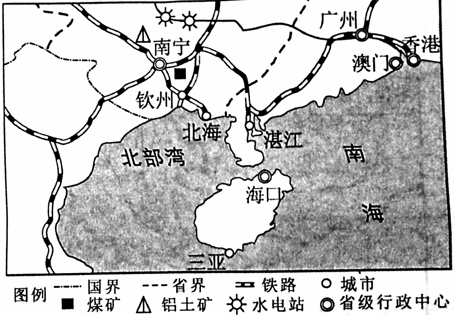 广州
香港
南宁
澳门
钦州
北海
湛江
北部湾
南
海口
海
三亚
图例 国界 省界 铁路 城市
煤矿 铝土矿 水电站 省级行政中心